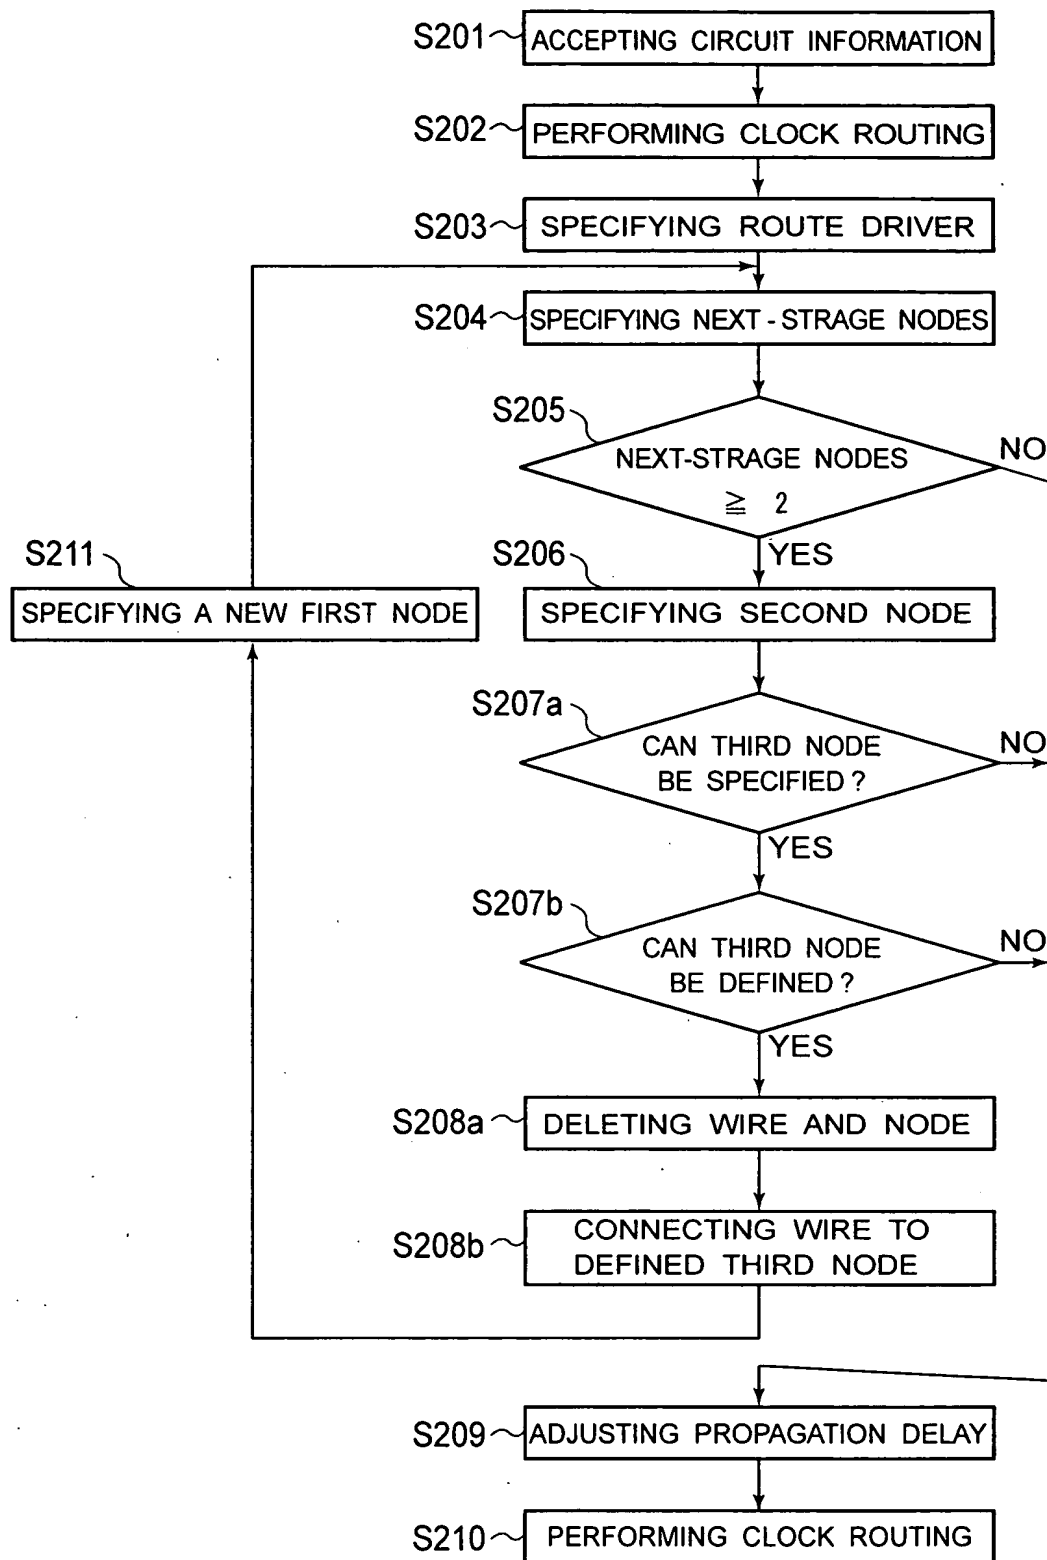 S201
ACCEPTING CIRCUIT INFORMATION
S202
PERFORMING CLOCK ROUTING
S203
SPECIFYING ROUTE DRIVER
S204
SPECIFYING NEXT-STRAGE NODES
S205
NEXT-STRAGE NODES
≧ 2
NO
YES
S211
SPECIFYING A NEW FIRST NODE
S206
SPECIFYING SECOND NODE
S207a
CAN THIRD NODE
BE SPECIFIED?
NO
YES
S207b
CAN THIRD NODE
BE DEFINED?
NO
YES
S208a
DELETING WIRE AND NODE
S208b
CONNECTING WIRE TO
DEFINED THIRD NODE
S209
ADJUSTING PROPAGATION DELAY
S210
PERFORMING CLOCK ROUTING